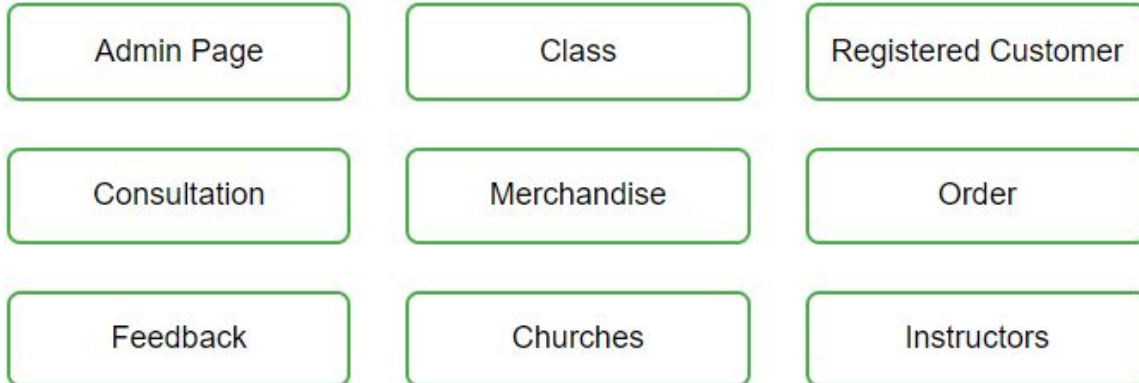 Admin Page
Class
Registered Customer
Consultation
Merchandise
Order
Feedback
Churches
Instructors